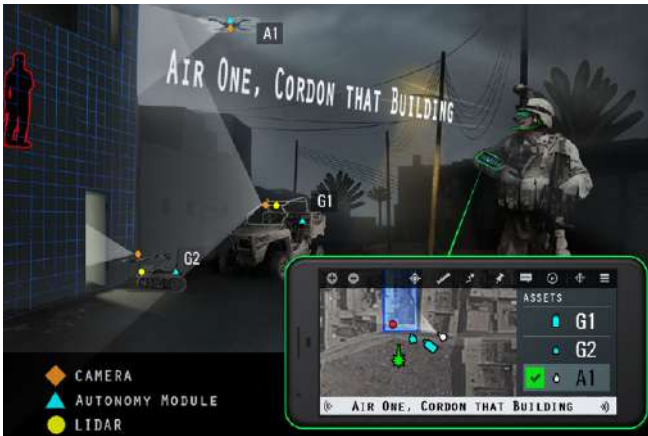 A1
AIR ONE, CORDON THAT BUILDING
G1
G2
ASSETS
G1
G2
A1
AIR ONE, CORDON THAT BUILDING
CAMERA
AUTONOMY MODULE
LIDAR